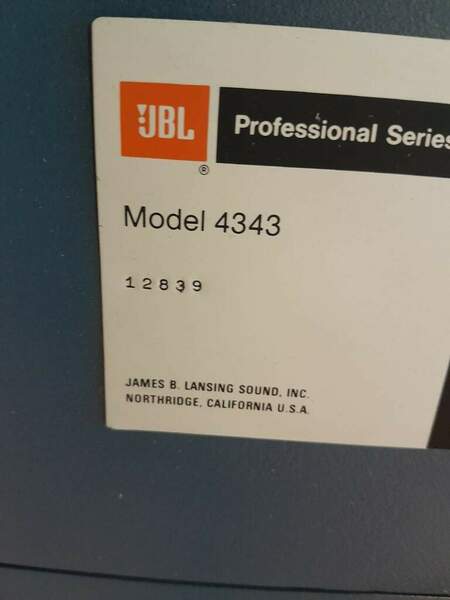 JBL
Professional Series
®
Model 4343
12839
JAMES B. LANSING SOUND, INC.
NORTHRIDGE, CALIFORNIA U.S.A.